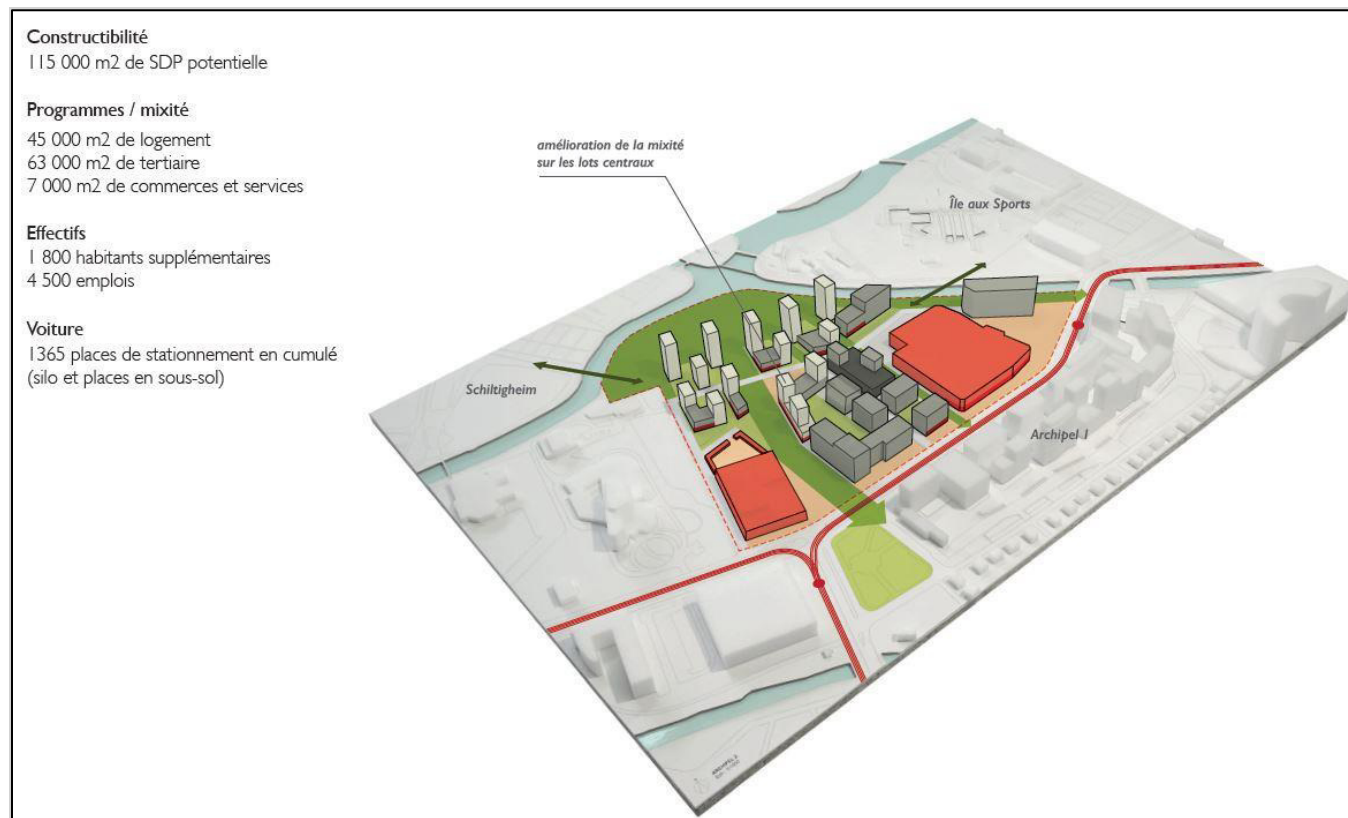 Constructibilité
115 000 m2 de SDP potentielle
Programmes / mixité
45 000 m2 de logement
63 000 m2 de tertiaire
7 000 m2 de commerces et services
Effectifs
1 800 habitants supplémentaires
4 500 emplois
Voiture
1365 places de stationnement en cumulé
(silo et places en sous-sol)
amélioration de la mixité
sur les lots centraux
Île aux Sports
Schiltigheim
Archipel 1
ARCHIPEL 2